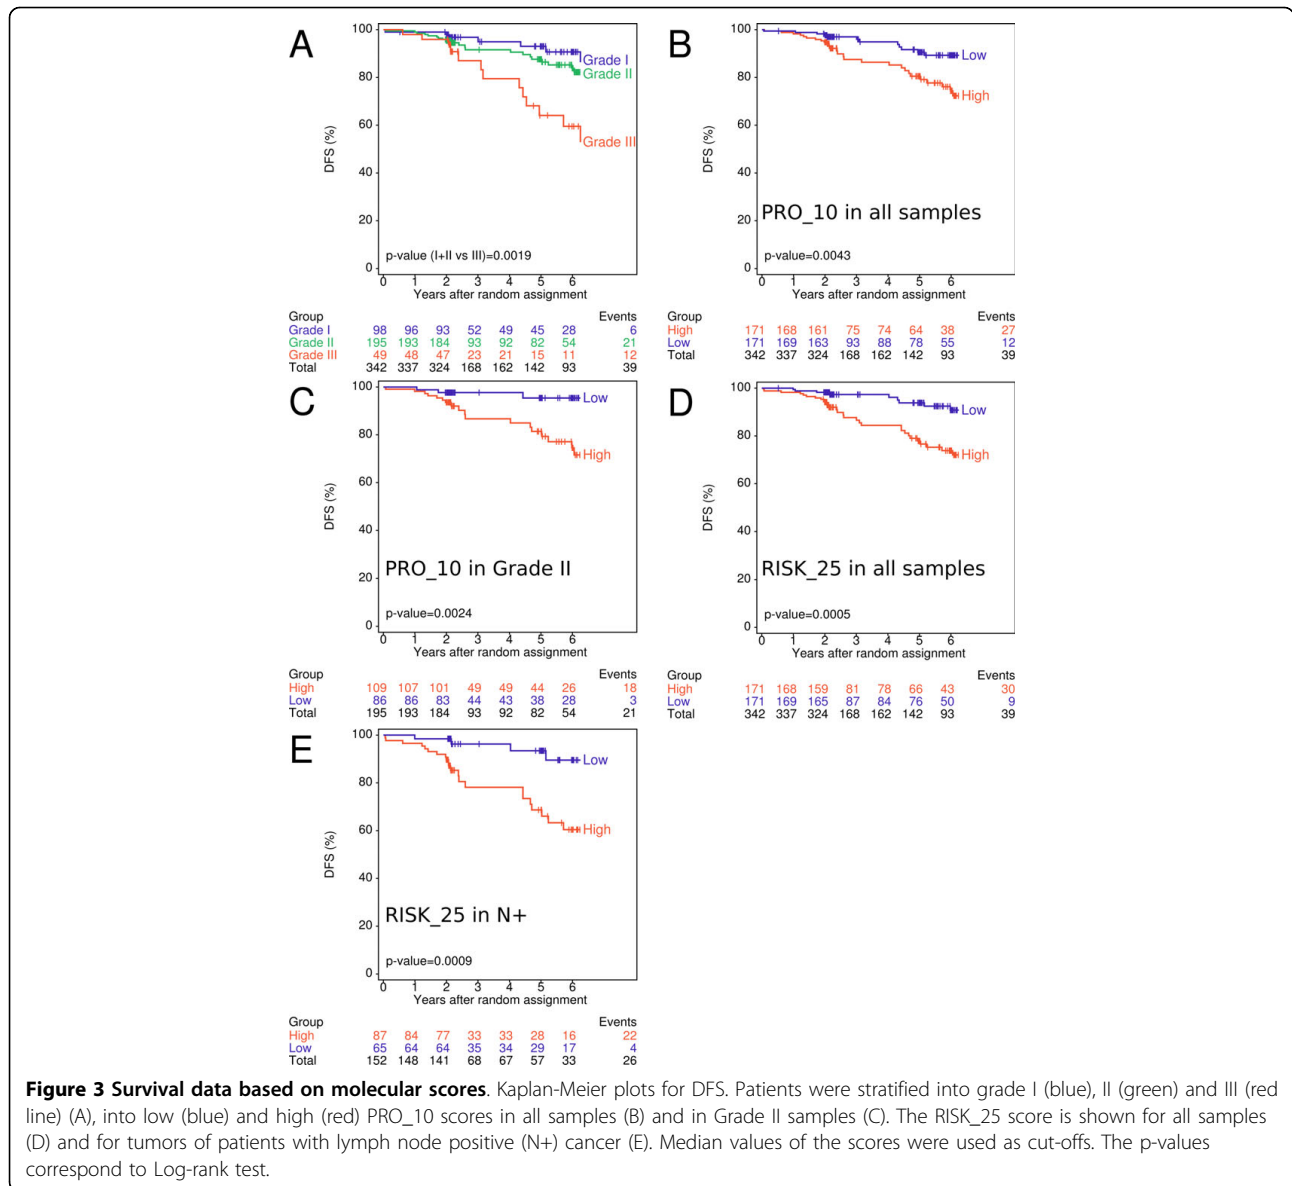 A
100
80
60
40
20
0
DFS (%)
Grade I
Grade II
Grade III
p-value (I+II vs III)=0.0019
0 1 2 3 4 5 6
Years after random assignment
Group Events
Grade I 98 96 93 52 49 45 28 6
Grade II 195 193 184 93 92 82 54 21
Grade III 49 48 47 23 21 15 11 12
Total 342 337 324 168 162 142 93 39
B
100
80
60
40
20
0
DFS (%)
Low
High
PRO_10 in all samples
p-value=0.0043
0 1 2 3 4 5 6
Years after random assignment
Group Events
High 171 168 161 75 74 64 38 27
Low 171 169 163 93 88 78 55 12
Total 342 337 324 168 162 142 93 39
C
100
80
60
40
20
0
DFS (%)
Low
High
PRO_10 in Grade II
p-value=0.0024
0 1 2 3 4 5 6
Years after random assignment
Group Events
High 109 107 101 49 49 44 26 18
Low 86 86 83 44 43 38 28 3
Total 195 193 184 93 92 82 54 21
D
100
80
60
40
20
0
DFS (%)
Low
High
RISK_25 in all samples
p-value=0.0005
0 1 2 3 4 5 6
Years after random assignment
Group Events
High 171 168 159 81 78 66 43 30
Low 171 169 165 87 84 76 50 9
Total 342 337 324 168 162 142 93 39
E
100
80
60
40
20
0
DFS (%)
Low
High
RISK_25 in N+
p-value=0.0009
0 1 2 3 4 5 6
Years after random assignment
Group Events
High 87 84 77 33 33 28 16 22
Low 65 64 64 35 34 29 17 4
Total 152 148 141 68 67 57 33 26
Figure 3 Survival data based on molecular scores. Kaplan-Meier plots for DFS. Patients were stratified into grade I (blue), II (green) and III (red
line) (A), into low (blue) and high (red) PRO_10 scores in all samples (B) and in Grade II samples (C). The RISK_25 score is shown for all samples
(D) and for tumors of patients with lymph node positive (N+) cancer (E). Median values of the scores were used as cut-offs. The p-values
correspond to Log-rank test.